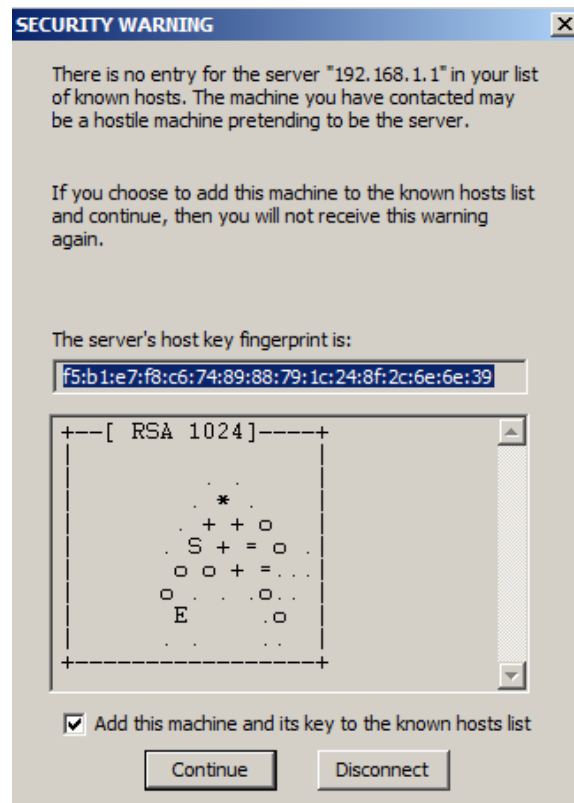 SECURITY WARNING
There is no entry for the server "192.168.1.1" in your list
of known hosts. The machine you have contacted may
be a hostile machine pretending to be the server.
If you choose to add this machine to the known hosts list
and continue, then you will not receive this warning
again.
The server's host key fingerprint is:
f5:b1:e7:f8:c6:74:89:88:79:1c:24:8f:2c:6e:6e:39
+--[ RSA 1024]----+
|                 |
|         . .     |
|        . * .    |
|       . + + o   |
|      . S + = o .|
|       o o + =...|
|      o . . .o.. |
|       E     .o  |
|      . .    . . |
+-----------------+
Add this machine and its key to the known hosts list
Continue Disconnect